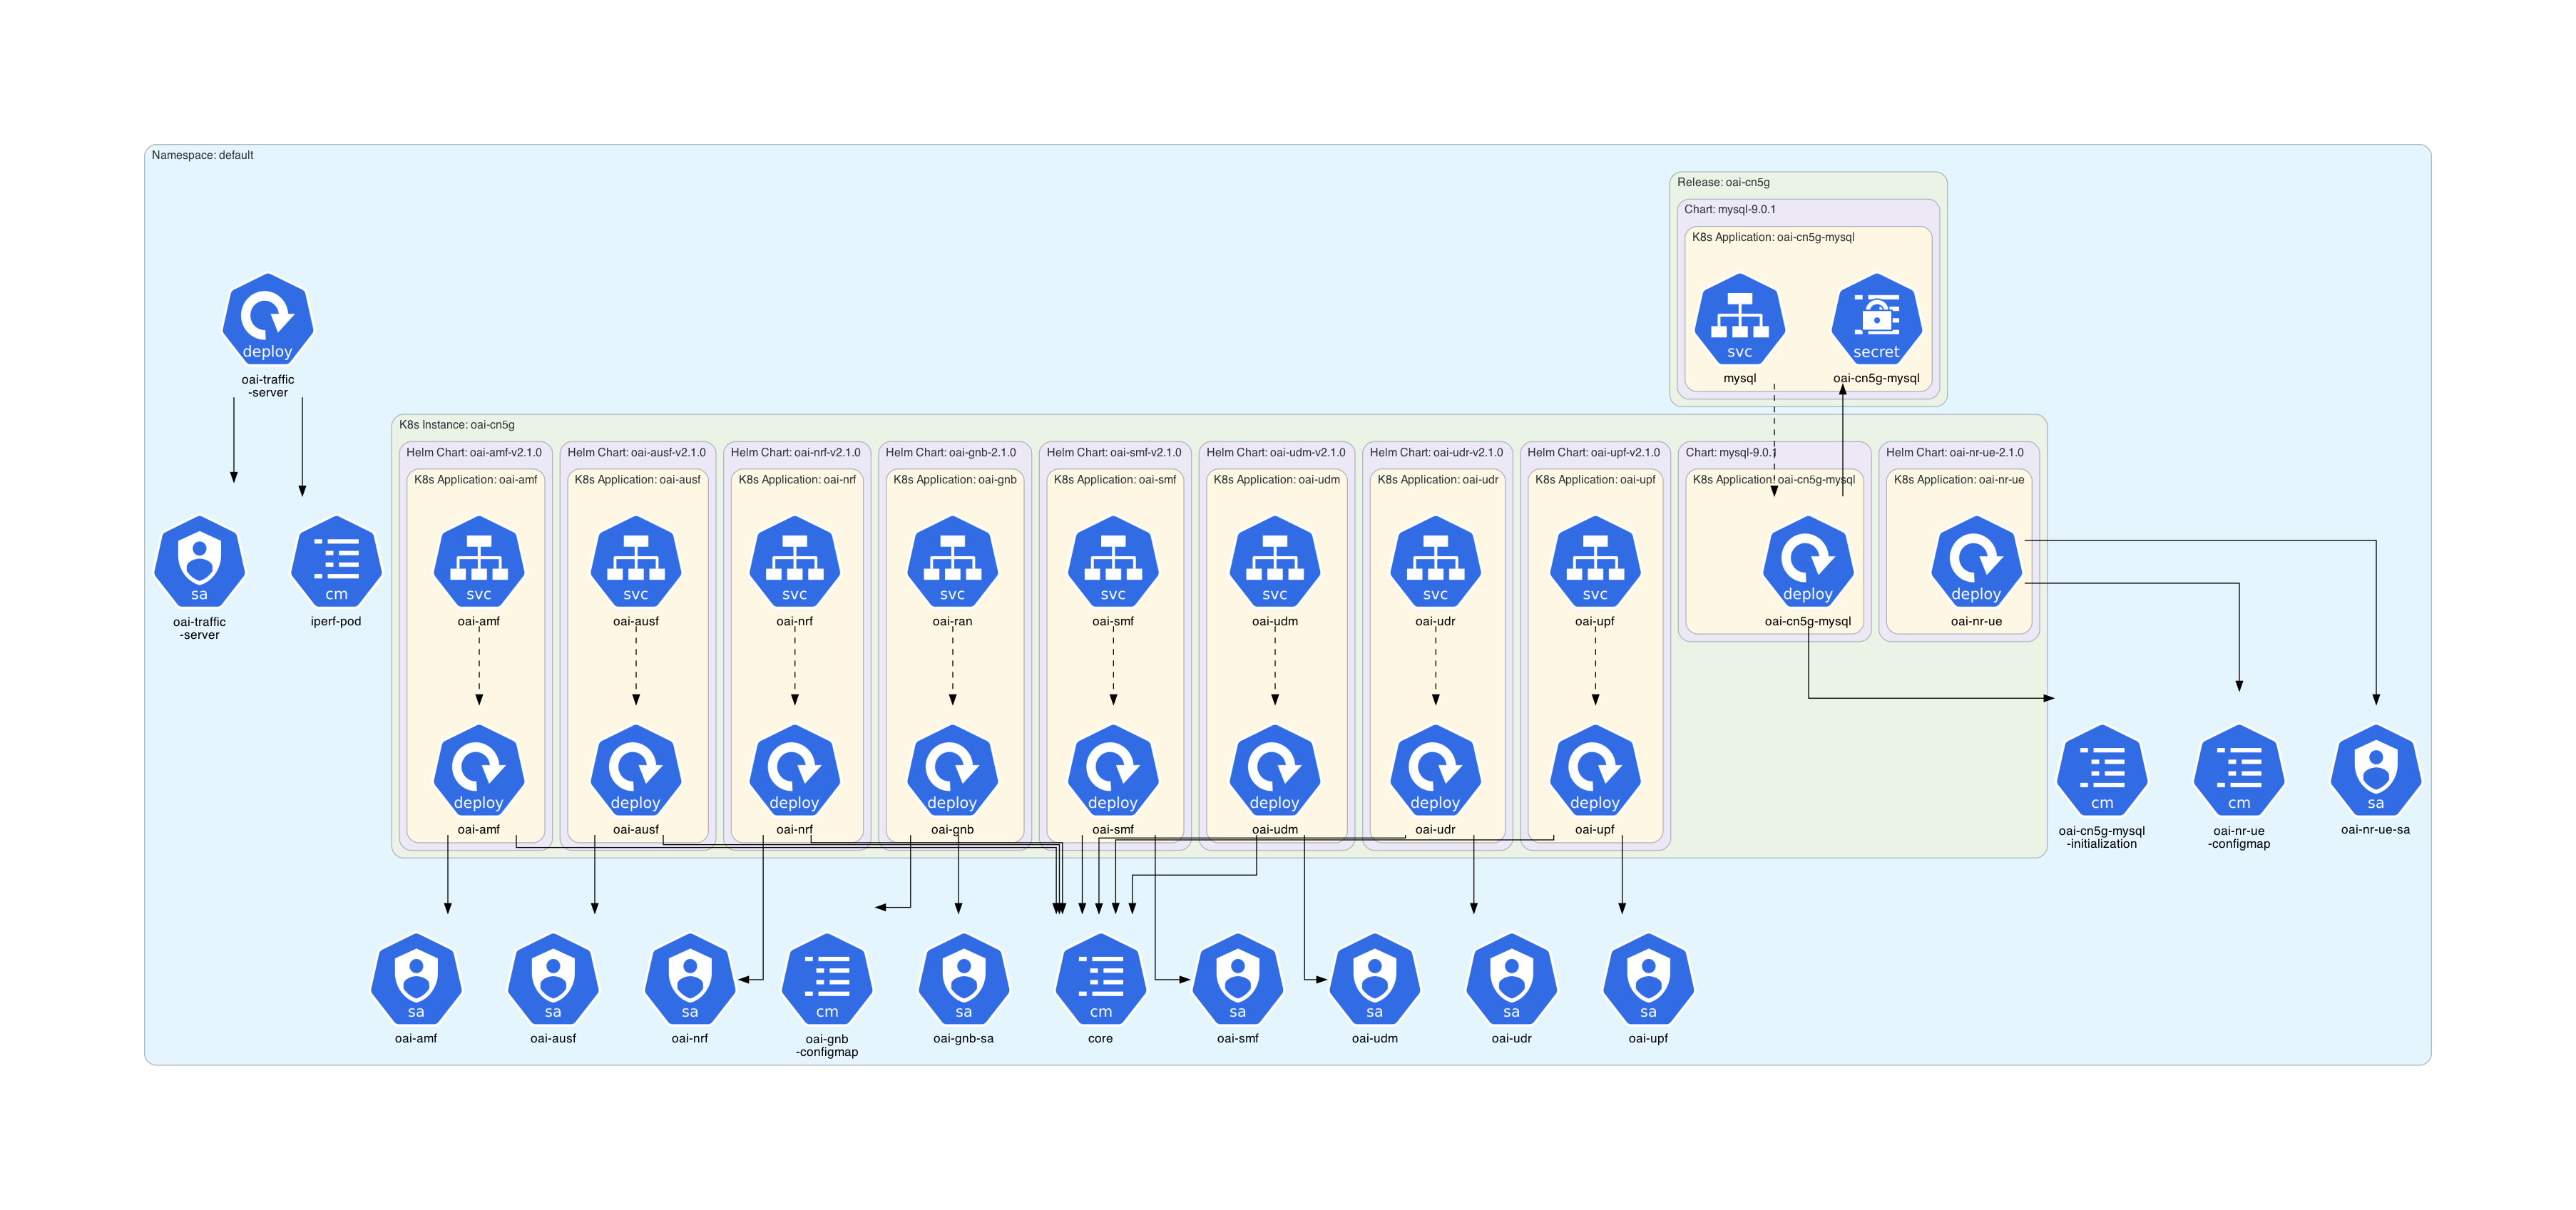 Namespace: default
Release: oai-cn5g
Chart: mysql-9.0.1
K8s Application: oai-cn5g-mysql
svc
mysql
secret
oai-cn5g-mysql
deploy
oai-traffic
-server
K8s Instance: oai-cn5g
Helm Chart: oai-amf-v2.1.0
Helm Chart: oai-ausf-v2.1.0
Helm Chart: oai-nrf-v2.1.0
Helm Chart: oai-gnb-2.1.0
Helm Chart: oai-smf-v2.1.0
Helm Chart: oai-udm-v2.1.0
Helm Chart: oai-udr-v2.1.0
Helm Chart: oai-upf-v2.1.0
Chart: mysql-9.0.1
Helm Chart: oai-nr-ue-2.1.0
K8s Application: oai-amf
K8s Application: oai-ausf
K8s Application: oai-nrf
K8s Application: oai-gnb
K8s Application: oai-smf
K8s Application: oai-udm
K8s Application: oai-udr
K8s Application: oai-upf
K8s Application: oai-cn5g-mysql
K8s Application: oai-nr-ue
sa
oai-traffic
-server
cm
iperf-pod
svc
oai-amf
svc
oai-ausf
svc
oai-nrf
svc
oai-ran
svc
oai-smf
svc
oai-udm
svc
oai-udr
svc
oai-upf
deploy
oai-cn5g-mysql
deploy
oai-nr-ue
deploy
oai-amf
deploy
oai-ausf
deploy
oai-nrf
deploy
oai-gnb
deploy
oai-smf
deploy
oai-udm
deploy
oai-udr
deploy
oai-upf
cm
oai-cn5g-mysql
-initialization
cm
oai-nr-ue
-configmap
sa
oai-nr-ue-sa
sa
oai-amf
sa
oai-ausf
sa
oai-nrf
cm
oai-gnb
-configmap
sa
oai-gnb-sa
cm
core
sa
oai-smf
sa
oai-udm
sa
oai-udr
sa
oai-upf